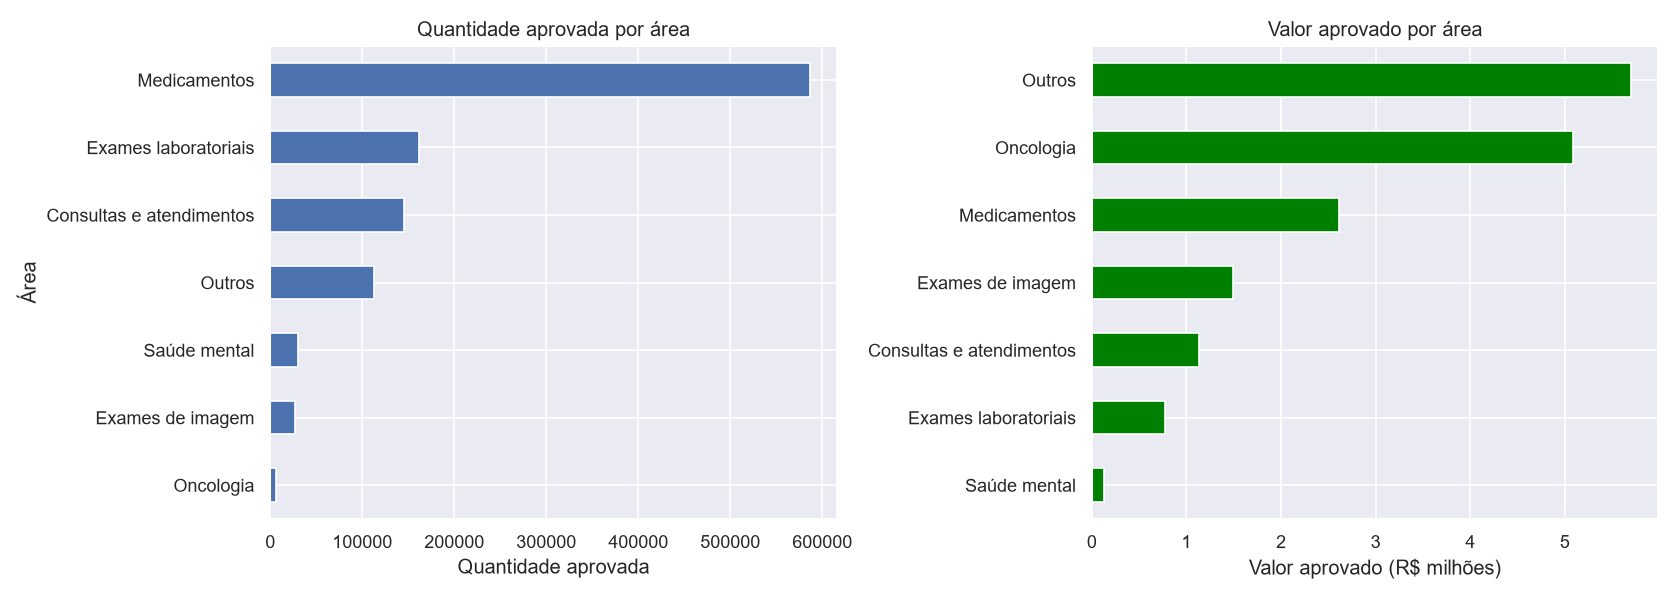 Quantidade aprovada por área
Área
Medicamentos
Exames laboratoriais
Consultas e atendimentos
Outros
Saúde mental
Exames de imagem
Oncologia
0 100000 200000 300000 400000 500000 600000
Quantidade aprovada
Valor aprovado por área
Outros
Oncologia
Medicamentos
Exames de imagem
Consultas e atendimentos
Exames laboratoriais
Saúde mental
0 1 2 3 4 5
Valor aprovado (R$ milhões)